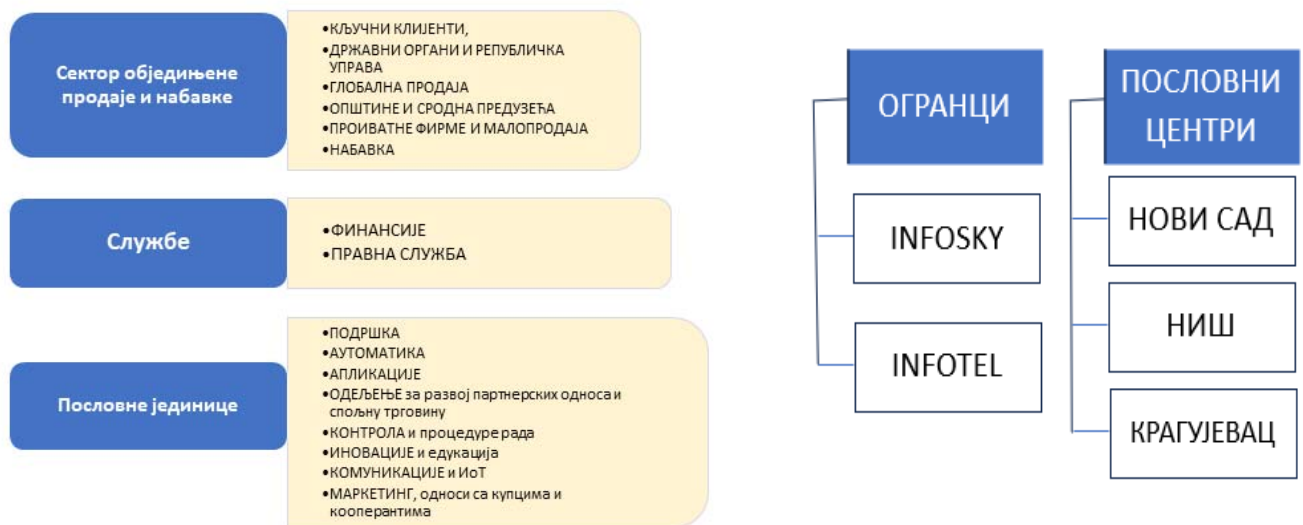 Сектор обједињене
продаје и набавке
•КЉУЧНИ КЛИЈЕНТИ,
•ДРЖАВНИ ОРГАНИ И РЕПУБЛИЧКА
УПРАВА
•ГЛОБАЛНА ПРОДАЈА
•ОПШТИНЕ И СРОДНА ПРЕДУЗЕЋА
•ПРОИВАТНЕ ФИРМЕ И МАЛОПРОДАЈА
•НАБАВКА
Службе
•ФИНАНСИЈЕ
•ПРАВНА СЛУЖБА
Пословне јединице
•ПОДРШКА
•АУТОМАТИКА
•АПЛИКАЦИЈЕ
•ОДЕЉЕЊЕ за развој партнерских односа и
спољну трговину
•КОНТРОЛА и процедуре рада
•ИНОВАЦИЈЕ и едукација
•КОМУНИКАЦИЈЕ и ИоТ
•МАРКЕТИНГ, односи са купцима и
кооперантима
ОГРАНЦИ
INFOSKY
INFOTEL
ПОСЛОВНИ
ЦЕНТРИ
НОВИ САД
НИШ
КРАГУЈЕВАЦ